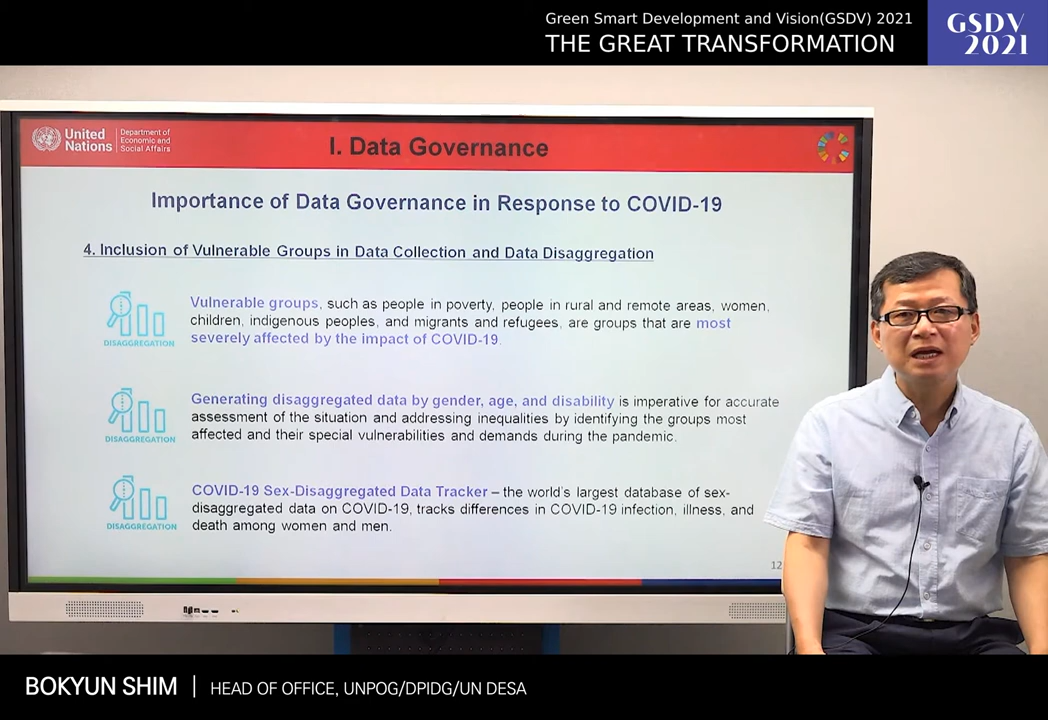 Green Smart Development and Vision(GSDV) 2021
THE GREAT TRANSFORMATION
GSDV
2021
United
Nations
Department of
Economic and
Social Affairs
I. Data Governance
Importance of Data Governance in Response to COVID-19
4. Inclusion of Vulnerable Groups in Data Collection and Data Disaggregation
DISAGGREGATION
Vulnerable groups, such as people in poverty, people in rural and remote areas, women,
children, indigenous peoples, and migrants and refugees, are groups that are most
severely affected by the impact of COVID-19.
DISAGGREGATION
Generating disaggregated data by gender, age, and disability is imperative for accurate
assessment of the situation and addressing inequalities by identifying the groups most
affected and their special vulnerabilities and demands during the pandemic.
DISAGGREGATION
COVID-19 Sex-Disaggregated Data Tracker – the world's largest database of sex-
disaggregated data on COVID-19, tracks differences in COVID-19 infection, illness, and
death among women and men.
12
BOKYUN SHIM | HEAD OF OFFICE, UNPOG/DPIDG/UN DESA